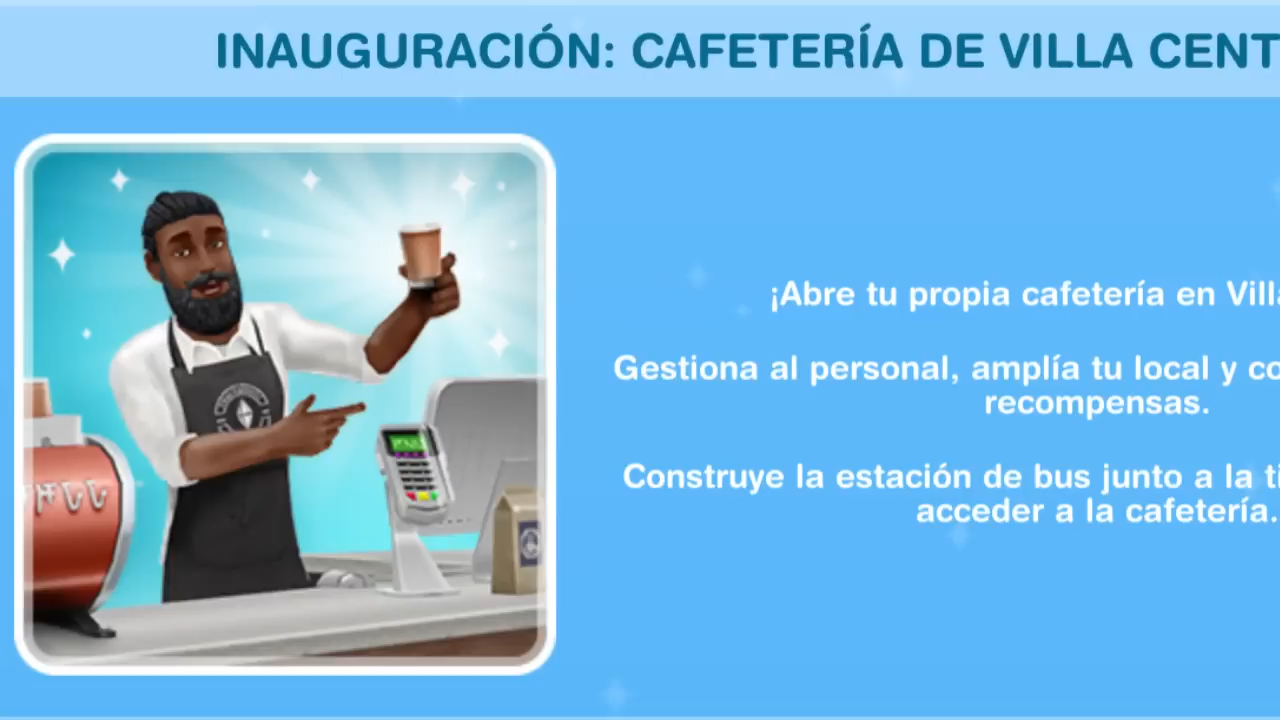 INAUGURACIÓN: CAFETERÍA DE VILLA CENT
¡Abre tu propia cafetería en Villa
Gestiona al personal, amplía tu local y co
recompensas.
Construye la estación de bus junto a la ti
acceder a la cafetería.